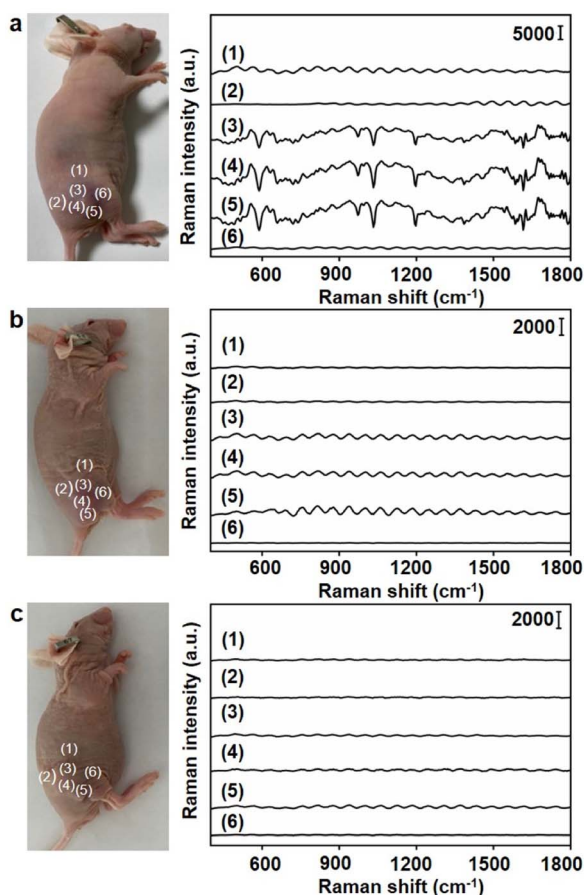 a
(1)
(3) (6)
(2) (4) (5)
Raman intensity (a.u.)
5000
(1)
(2)
(3)
(4)
(5)
(6)
600 900 1200 1500 1800
Raman shift (cm⁻¹)
b
(1)
(2) (3) (6)
(4)
(5)
Raman intensity (a.u.)
2000
(1)
(2)
(3)
(4)
(5)
(6)
600 900 1200 1500 1800
Raman shift (cm⁻¹)
c
(1)
(3) (6)
(2) (4) (5)
Raman intensity (a.u.)
2000
(1)
(2)
(3)
(4)
(5)
(6)
600 900 1200 1500 1800
Raman shift (cm⁻¹)